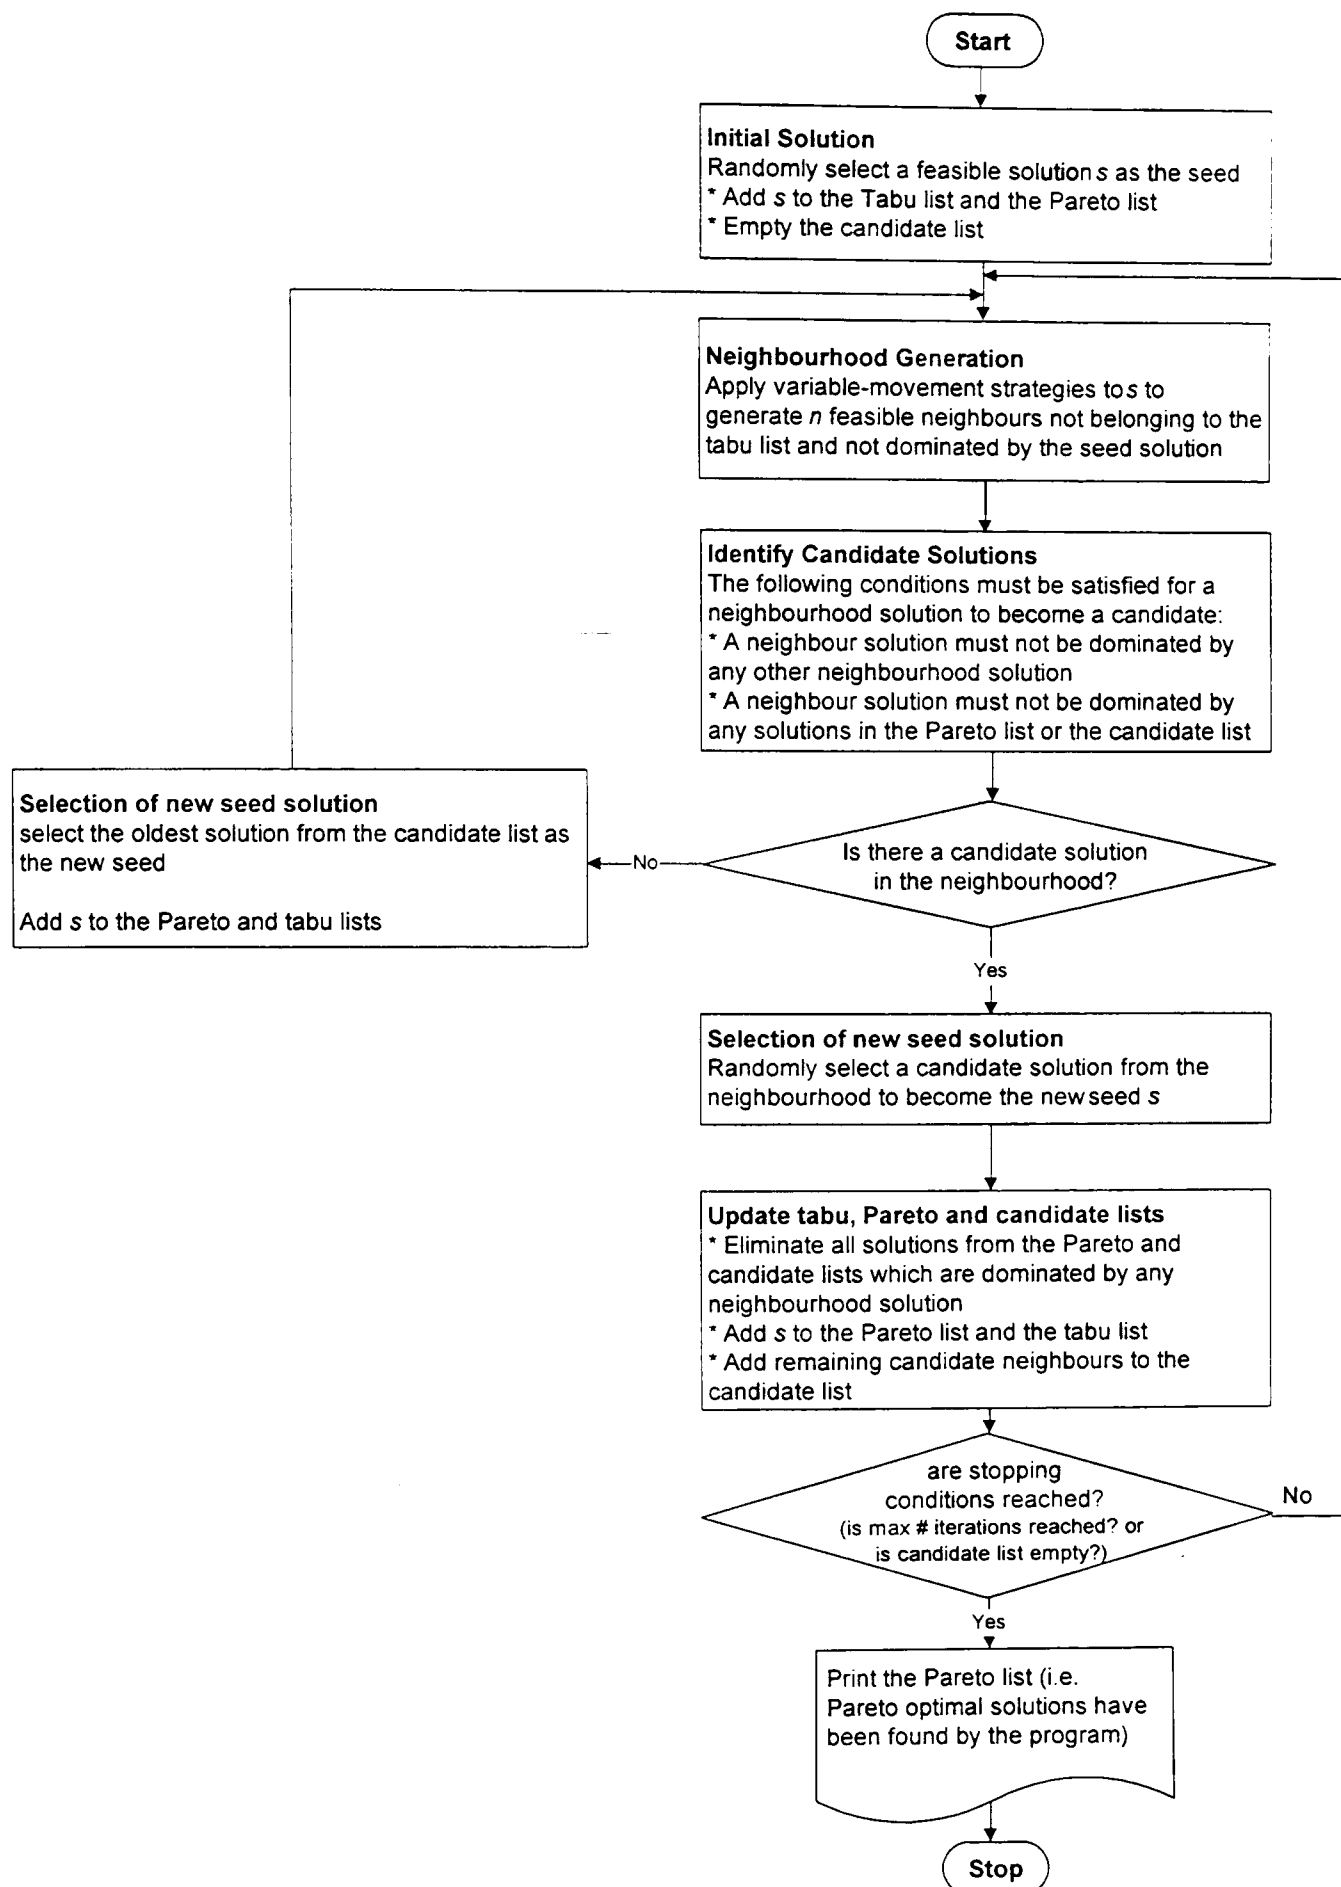 Start
Initial Solution
Randomly select a feasible solution s as the seed
* Add s to the Tabu list and the Pareto list
* Empty the candidate list
Neighbourhood Generation
Apply variable-movement strategies to s to
generate n feasible neighbours not belonging to the
tabu list and not dominated by the seed solution
Identify Candidate Solutions
The following conditions must be satisfied for a
neighbourhood solution to become a candidate:
* A neighbour solution must not be dominated by
any other neighbourhood solution
* A neighbour solution must not be dominated by
any solutions in the Pareto list or the candidate list
Is there a candidate solution
in the neighbourhood?
No
Selection of new seed solution
select the oldest solution from the candidate list as
the new seed
Add s to the Pareto and tabu lists
Yes
Selection of new seed solution
Randomly select a candidate solution from the
neighbourhood to become the new seed s
Update tabu, Pareto and candidate lists
* Eliminate all solutions from the Pareto and
candidate lists which are dominated by any
neighbourhood solution
* Add s to the Pareto list and the tabu list
* Add remaining candidate neighbours to the
candidate list
are stopping
conditions reached?
(is max # iterations reached? or
is candidate list empty?)
No
Yes
Print the Pareto list (i.e.
Pareto optimal solutions have
been found by the program)
Stop